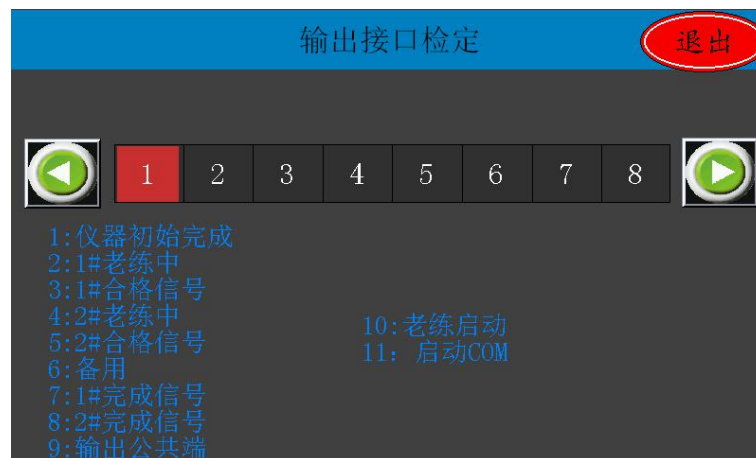 输出接口检定
退出
1 2 3 4 5 6 7 8
1:仪器初始完成
2:1#老练中
3:1#合格信号
4:2#老练中
5:2#合格信号
6:备用
7:1#完成信号
8:2#完成信号
9:输出公共端
10:老练启动
11: 启动COM